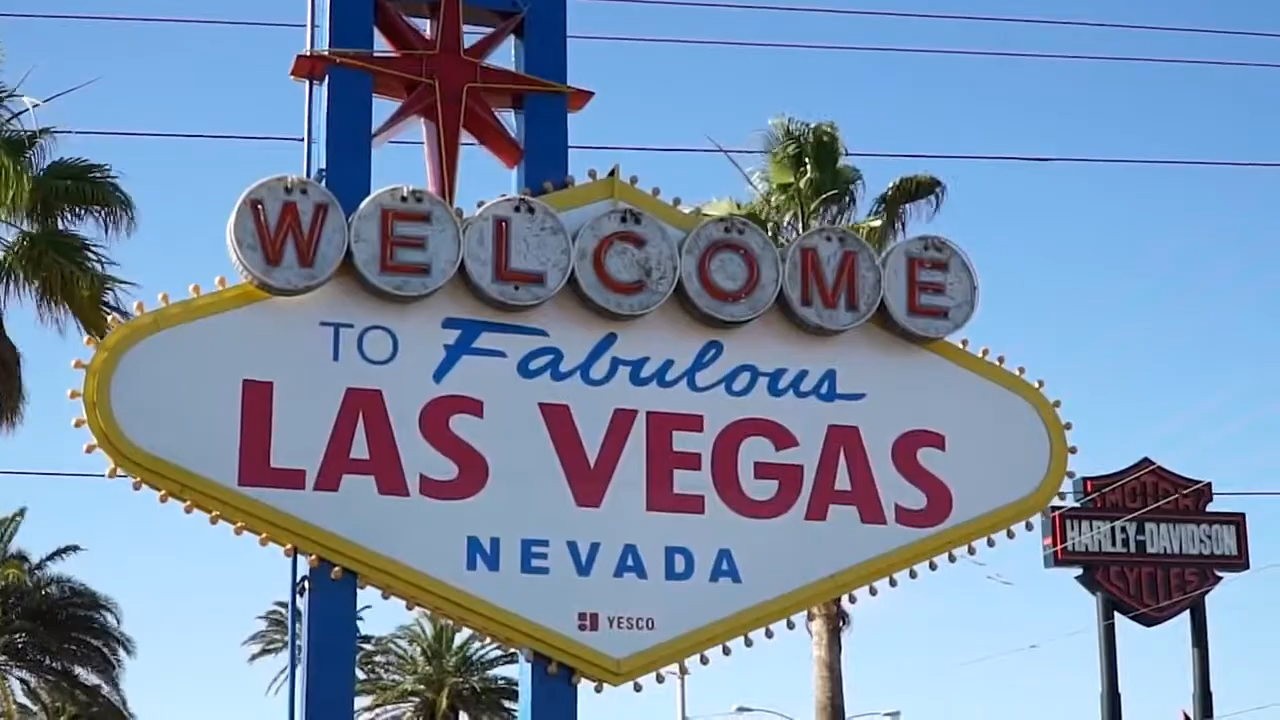 WELCOME
TO Fabulous
LAS VEGAS
NEVADA
YESCO
MOTOR
HARLEY-DAVIDSON
CYCLES